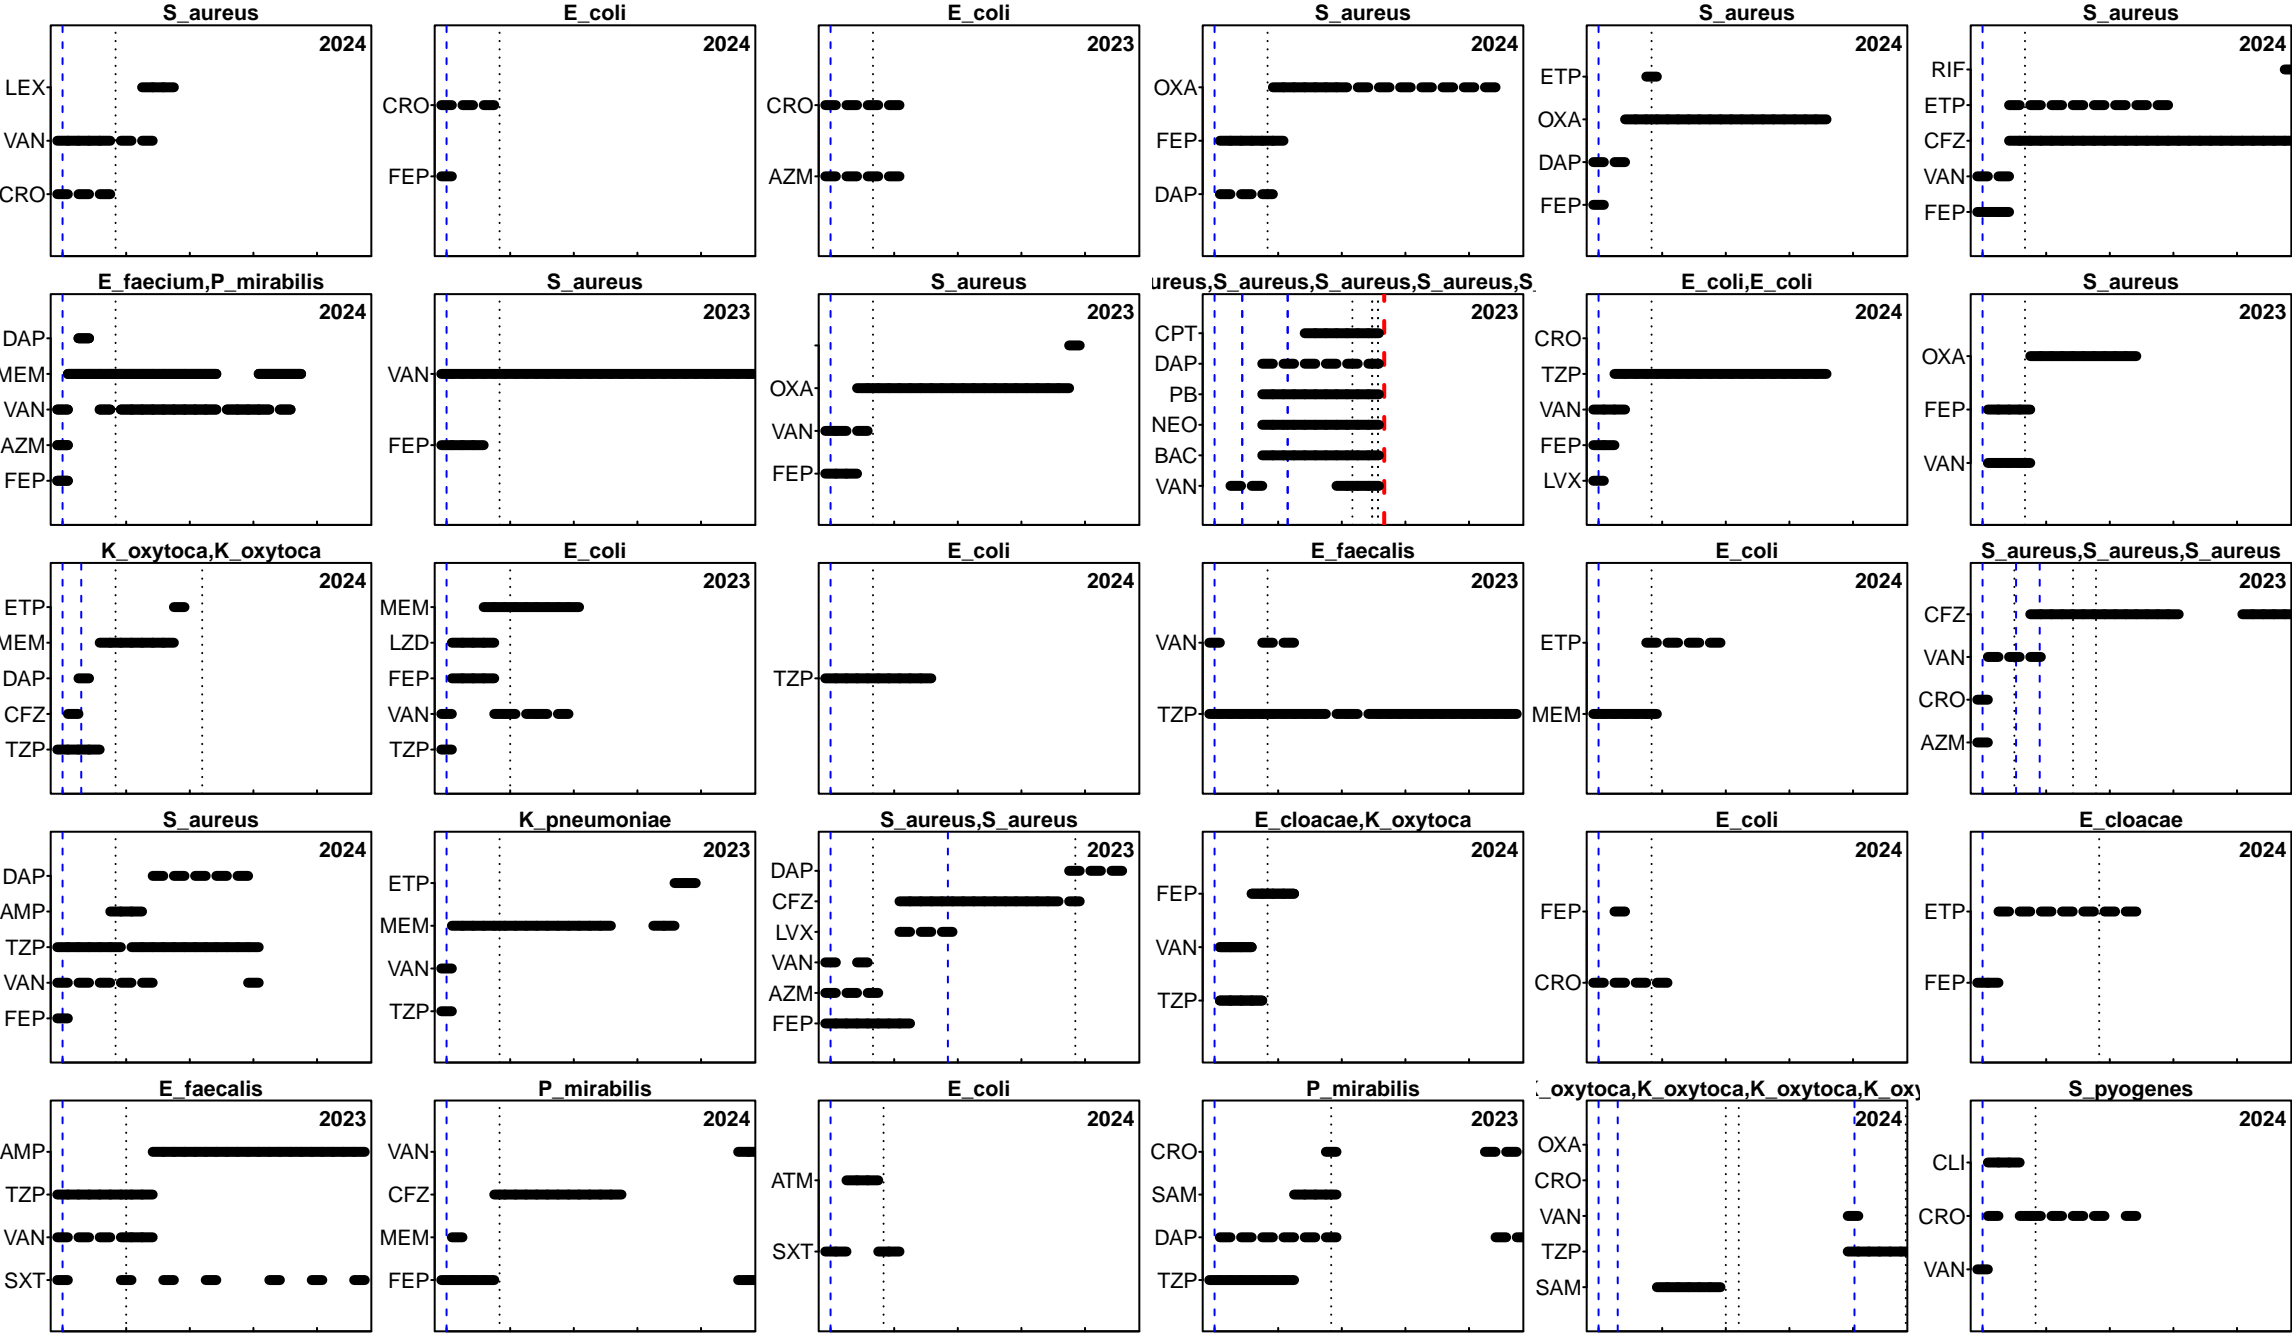 S_aureus
2024
LEX
VAN
CRO
E_coli
2024
CRO
FEP
E_coli
2023
CRO
AZM
S_aureus
2024
OXA
FEP
DAP
S_aureus
2024
ETP
OXA
DAP
FEP
S_aureus
2024
RIF
ETP
CFZ
VAN
FEP
E_faecium,P_mirabilis
2024
DAP
MEM
VAN
AZM
FEP
S_aureus
2023
VAN
FEP
S_aureus
2023
OXA
VAN
FEP
ureus,S_aureus,S_aureus,S_aureus,S_
2023
CPT
DAP
PB
NEO
BAC
VAN
E_coli,E_coli
2024
CRO
TZP
VAN
FEP
LVX
S_aureus
2023
OXA
FEP
VAN
K_oxytoca,K_oxytoca
2024
ETP
MEM
DAP
CFZ
TZP
E_coli
2023
MEM
LZD
FEP
VAN
TZP
E_coli
2024
TZP
E_faecalis
2023
VAN
TZP
E_coli
2024
ETP
MEM
S_aureus,S_aureus,S_aureus
2023
CFZ
VAN
CRO
AZM
S_aureus
2024
DAP
AMP
TZP
VAN
FEP
K_pneumoniae
2023
ETP
MEM
VAN
TZP
S_aureus,S_aureus
2023
DAP
CFZ
LVX
VAN
AZM
FEP
E_cloacae,K_oxytoca
2024
FEP
VAN
TZP
E_coli
2024
FEP
CRO
E_cloacae
2024
ETP
FEP
E_faecalis
2023
AMP
TZP
VAN
SXT
P_mirabilis
2024
VAN
CFZ
MEM
FEP
E_coli
2024
ATM
SXT
P_mirabilis
2023
CRO
SAM
DAP
TZP
_oxytoca,K_oxytoca,K_oxytoca,K_oxy
2024
OXA
CRO
VAN
TZP
SAM
S_pyogenes
2024
CLI
CRO
VAN